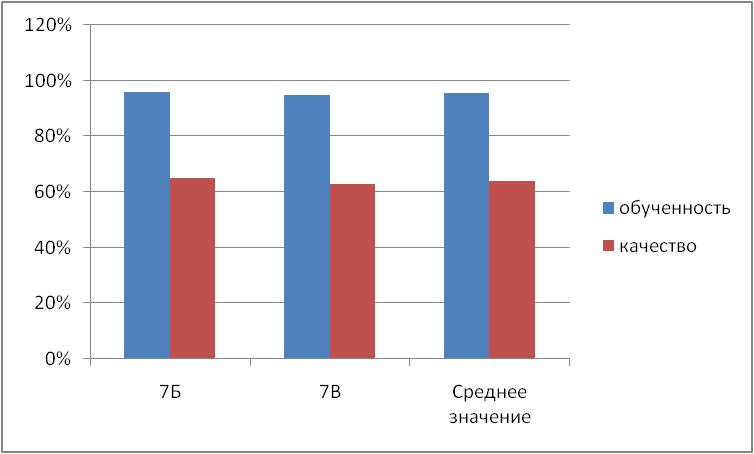 120%
100%
80%
60%
40%
20%
0%
7Б
7В
Среднее
значение
обученность
качество